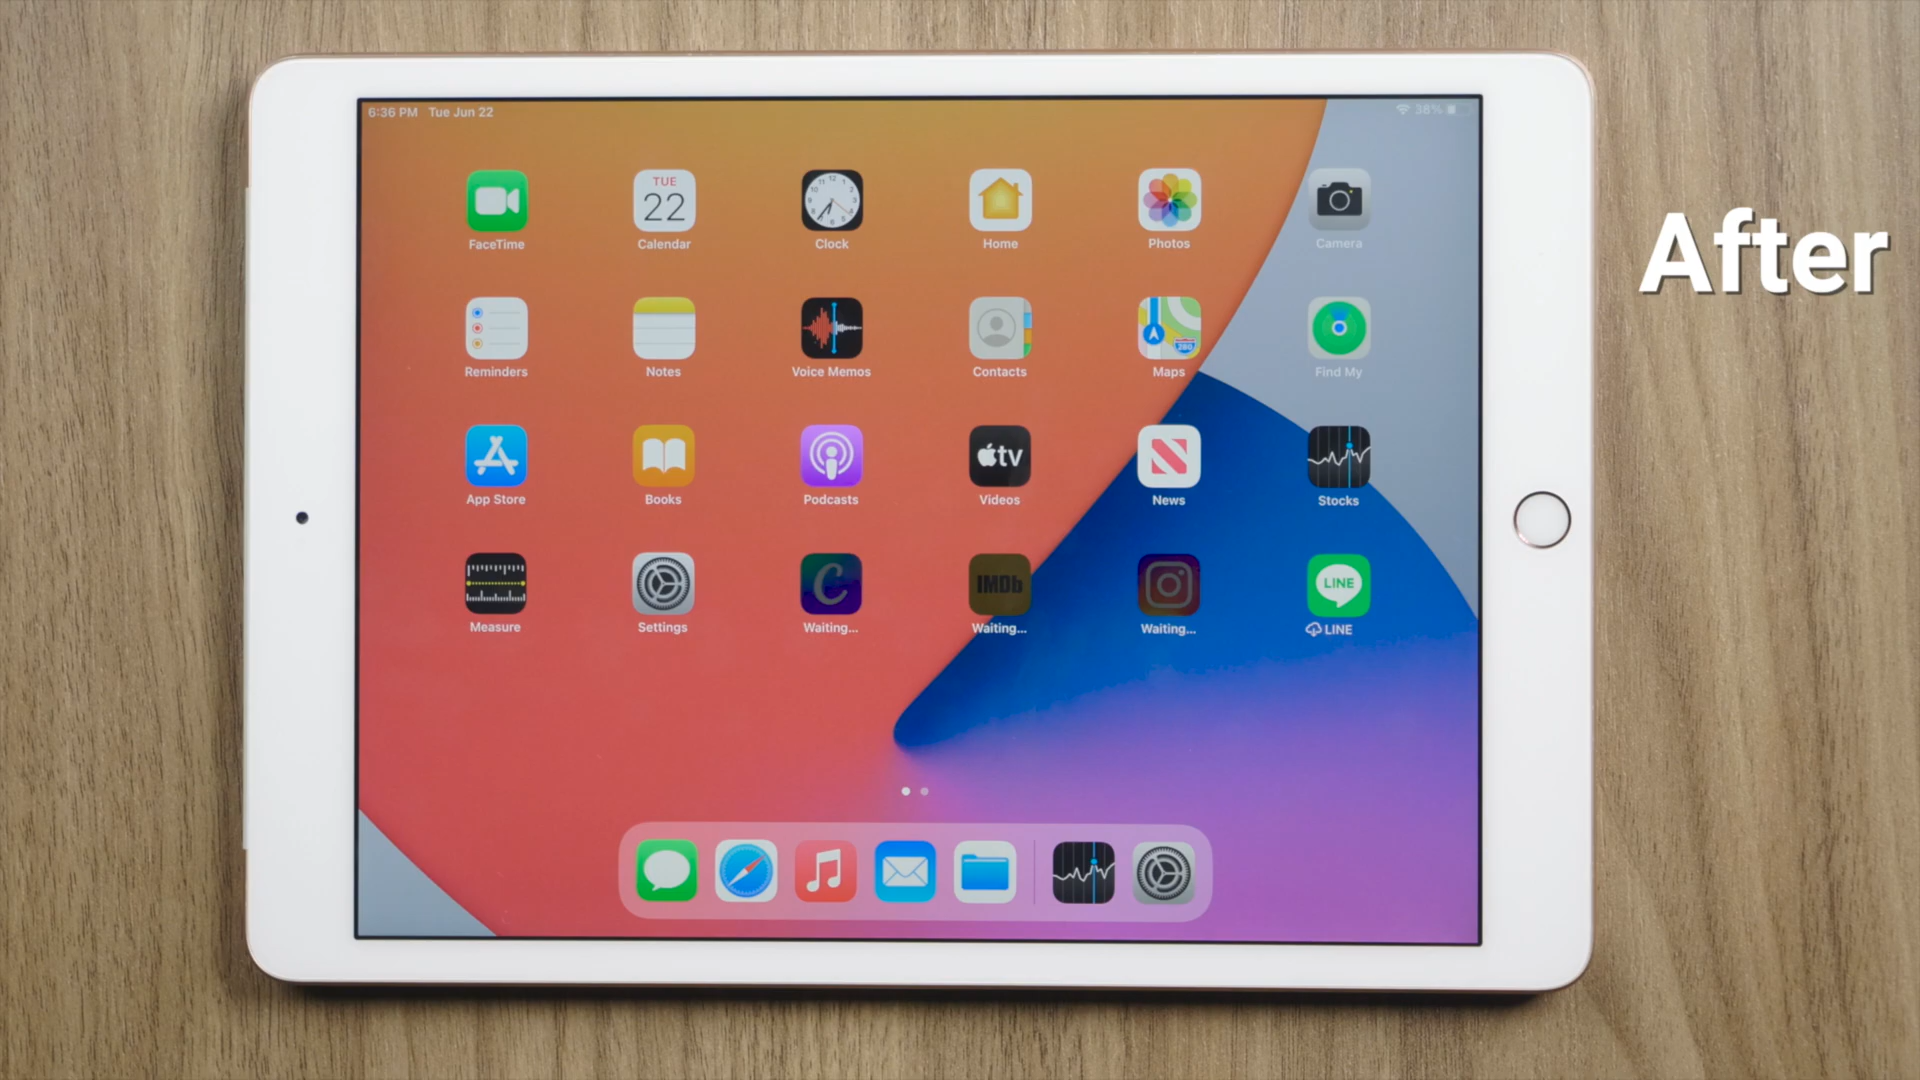 6:36 PM Tue Jun 22
38%
After
TUE
22
FaceTime Calendar Clock Home Photos Camera
280
Reminders Notes Voice Memos Contacts Maps Find My
tv
App Store Books Podcasts Videos News Stocks
C IMDb LINE
Measure Settings Waiting... Waiting... Waiting... LINE